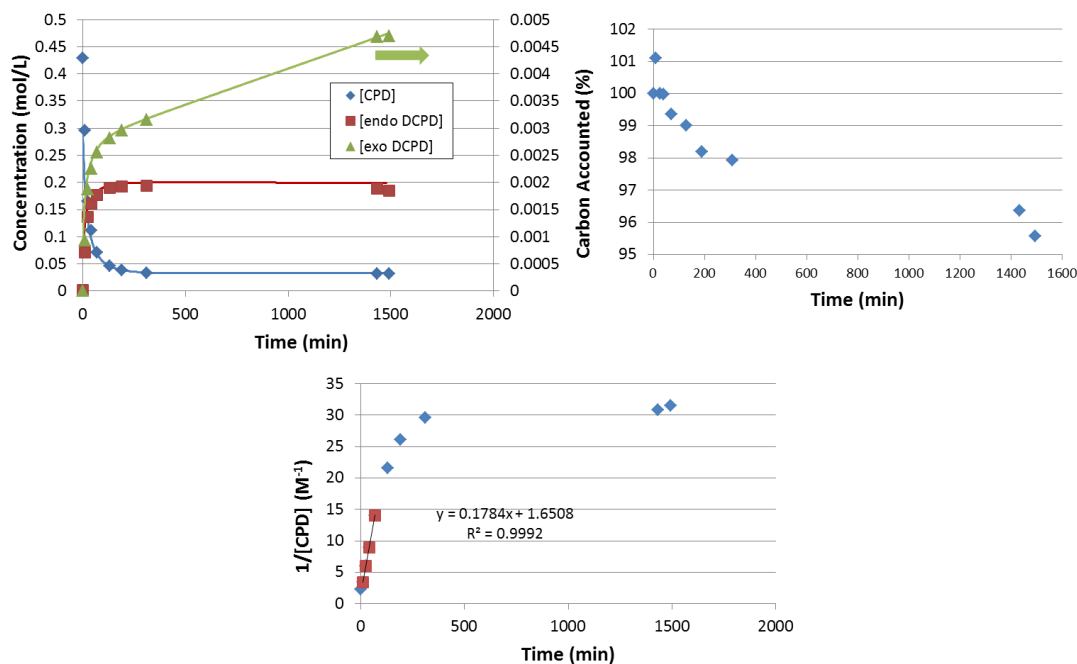 0.5
0.45
0.4
0.35
0.3
0.25
0.2
0.15
0.1
0.05
0
Concerntration (mol/L)
0.005
0.0045
0.004
0.0035
0.003
0.0025
0.002
0.0015
0.001
0.0005
0
[CPD]
[endo DCPD]
[exo DCPD]
0 500 1000 1500 2000
Time (min)
102
101
100
99
98
97
96
95
Carbon Accounted (%)
0 200 400 600 800 1000 1200 1400 1600
Time (min)
35
30
25
20
15
10
5
0
1/[CPD] (M⁻¹)
y = 0.1784x + 1.6508
R² = 0.9992
0 500 1000 1500 2000
Time (min)